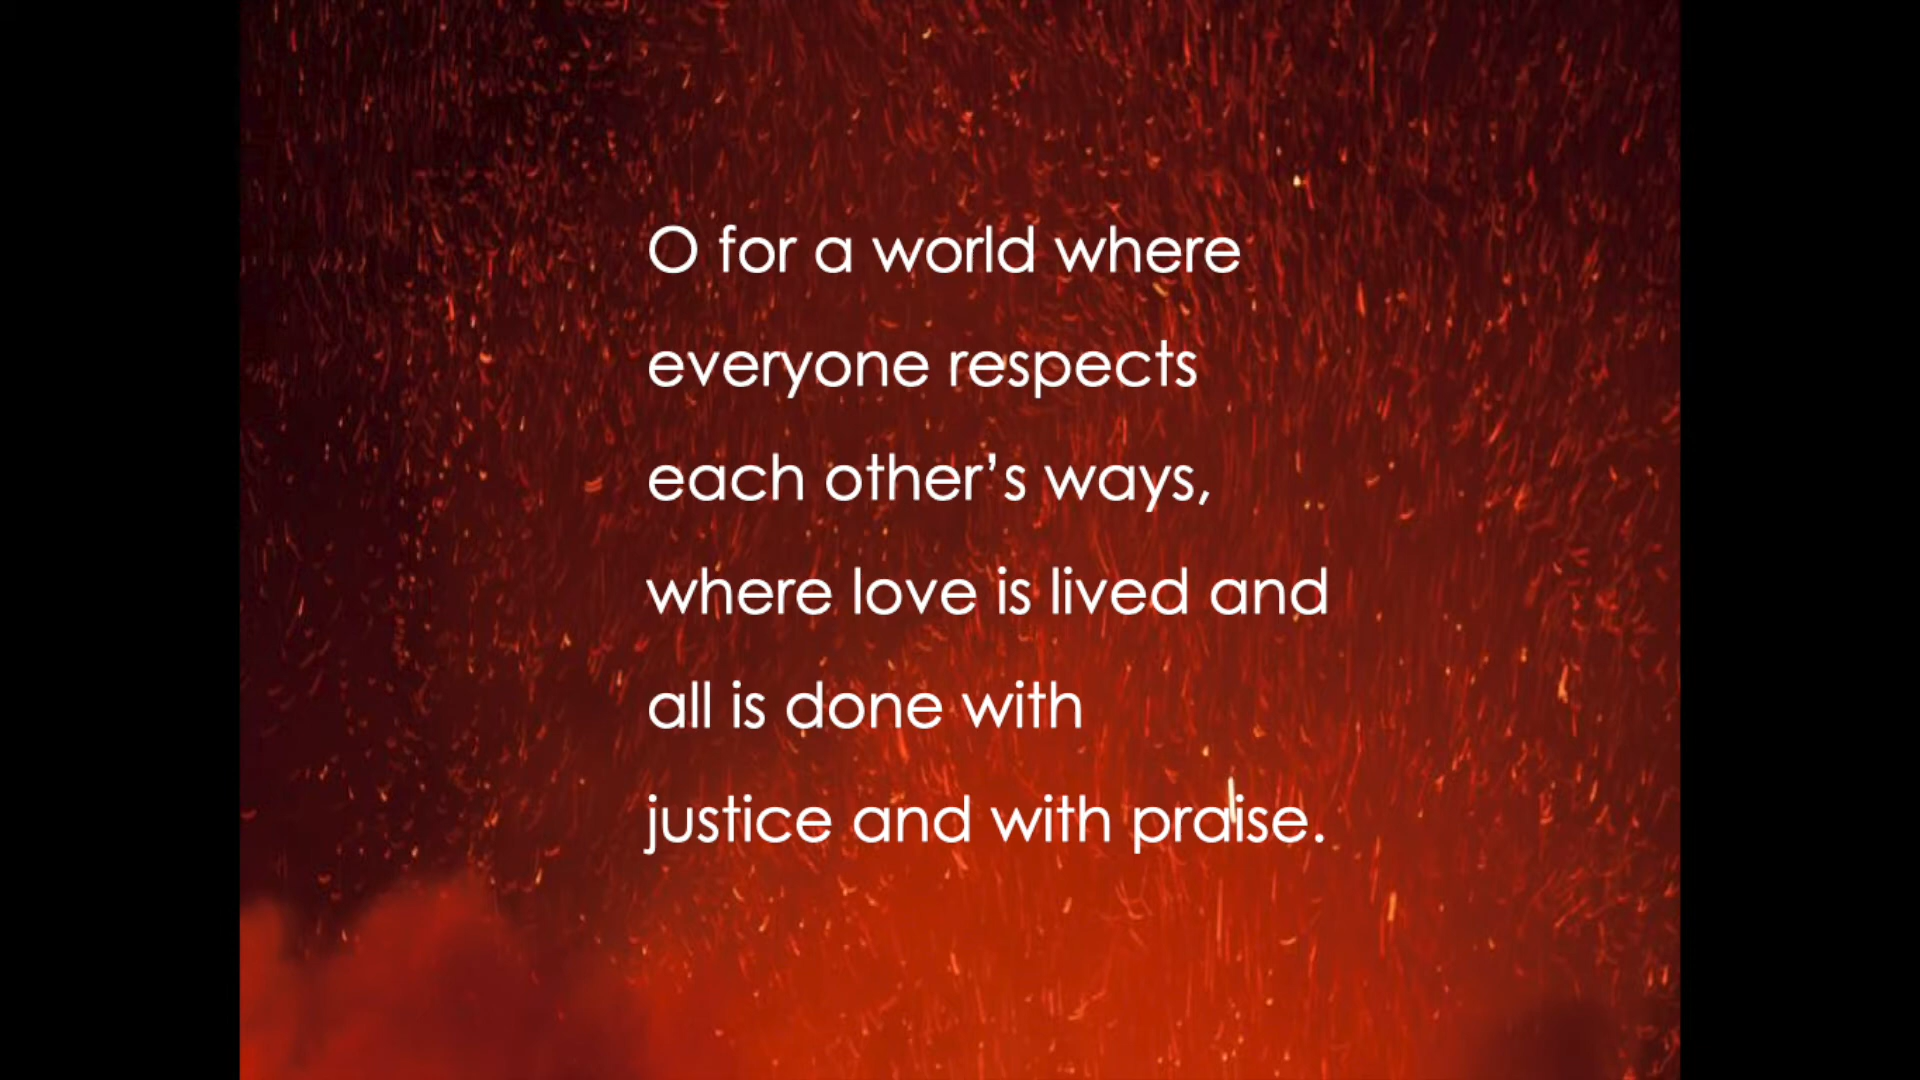 O for a world where
everyone respects
each other’s ways,
where love is lived and
all is done with
justice and with praise.